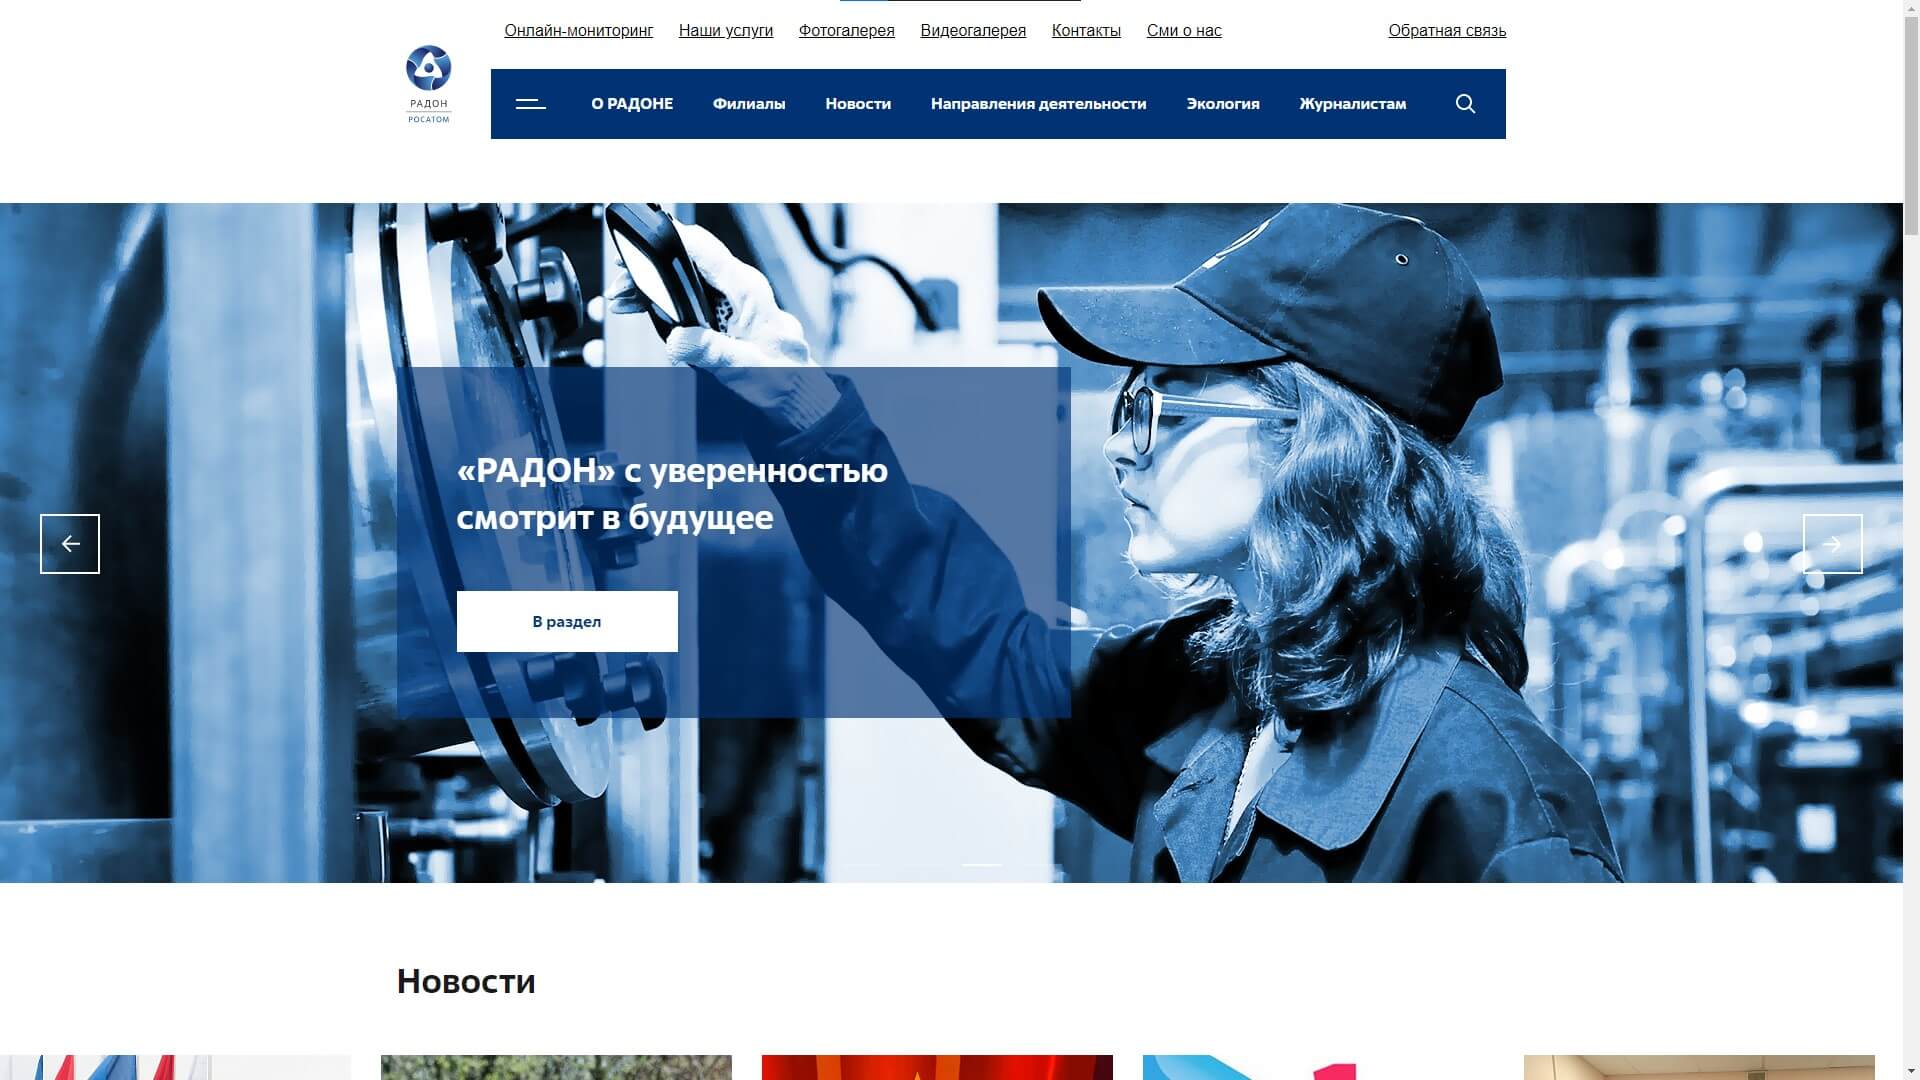 Онлайн-мониторинг Наши услуги Фотогалерея Видеогалерея Контакты Сми о нас Обратная связь
РАДОН
РОСАТОМ
О РАДОНЕ Филиалы Новости Направления деятельности Экология Журналистам
«РАДОН» с уверенностью
смотрит в будущее
В раздел
Новости